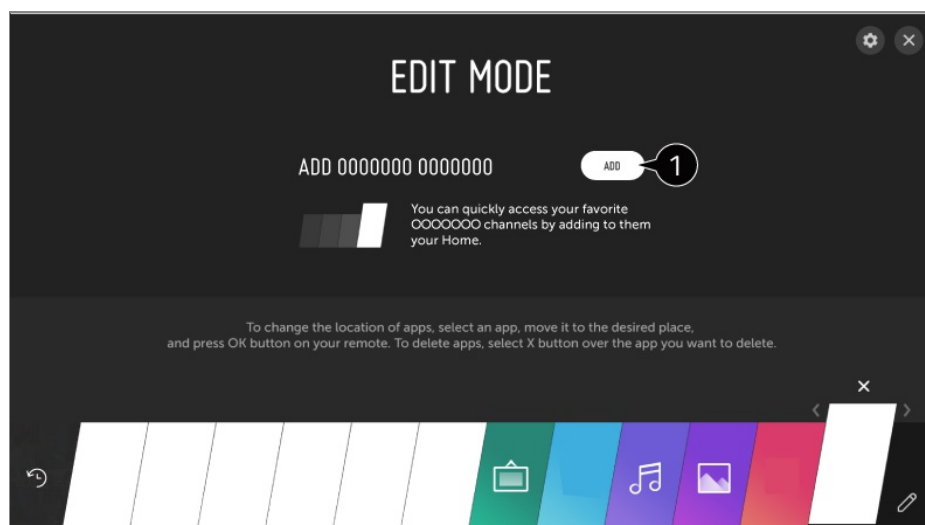 EDIT MODE
ADD OOOOOOO OOOOOOO
ADD
1
You can quickly access your favorite
OOOOOOO channels by adding to them
your Home.
To change the location of apps, select an app, move it to the desired place,
and press OK button on your remote. To delete apps, select X button over the app you want to delete.